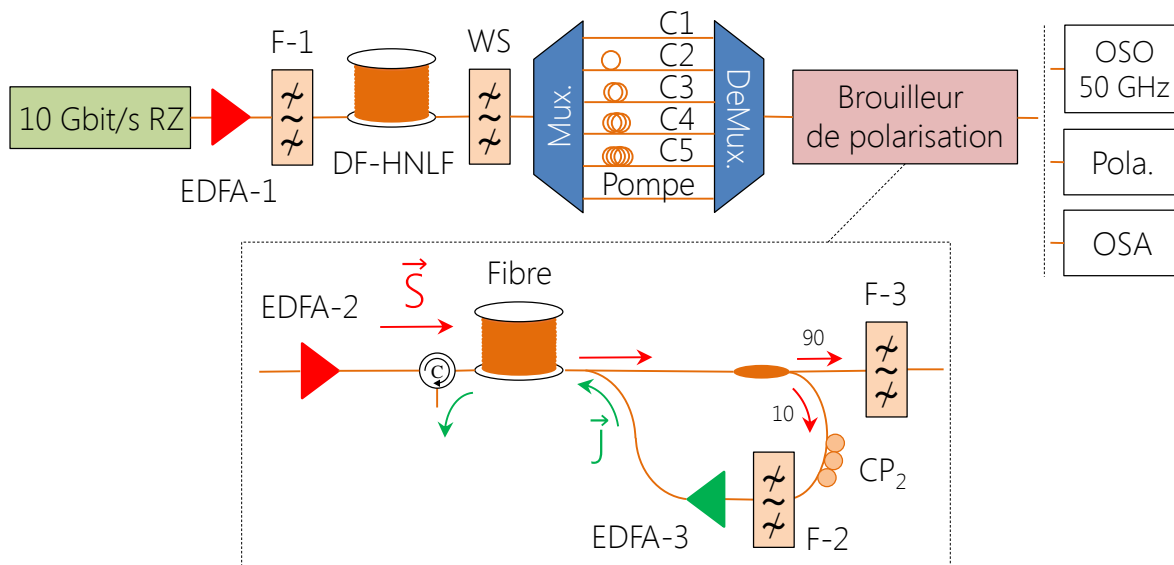 10 Gbit/s RZ
EDFA-1
F-1
DF-HNLF
WS
Mux.
C1
C2
C3
C4
C5
Pompe
DeMux.
Brouilleur
de polarisation
OSO
50 GHz
Pola.
OSA
EDFA-2
S
C
Fibre
J
90
10
F-3
CP2
F-2
EDFA-3